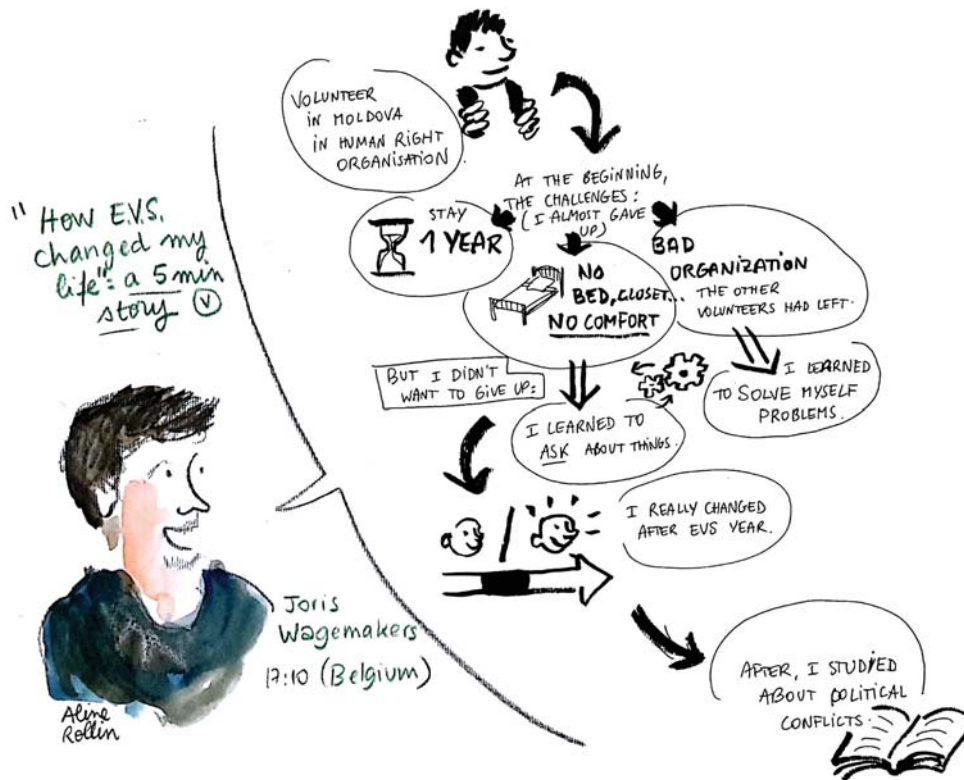 "How E.V.S.
changed my
life": a 5 min
story (V)
Joris
Wagemakers
17:10 (Belgium)
Aline
Rollin
VOLUNTEER
IN MOLDOVA
IN HUMAN RIGHT
ORGANISATION.
AT THE BEGINNING,
THE CHALLENGES:
(I ALMOST GAVE
UP)
STAY
1 YEAR
NO
BED, CLOSET...
NO COMFORT
BAD
ORGANIZATION
THE OTHER
VOLUNTEERS HAD LEFT.
BUT I DIDN'T
WANT TO GIVE UP:
I LEARNED TO
ASK ABOUT THINGS.
I LEARNED
TO SOLVE MYSELF
PROBLEMS.
I REALLY CHANGED
AFTER EVS YEAR.
AFTER, I STUDIED
ABOUT POLITICAL
CONFLICTS.